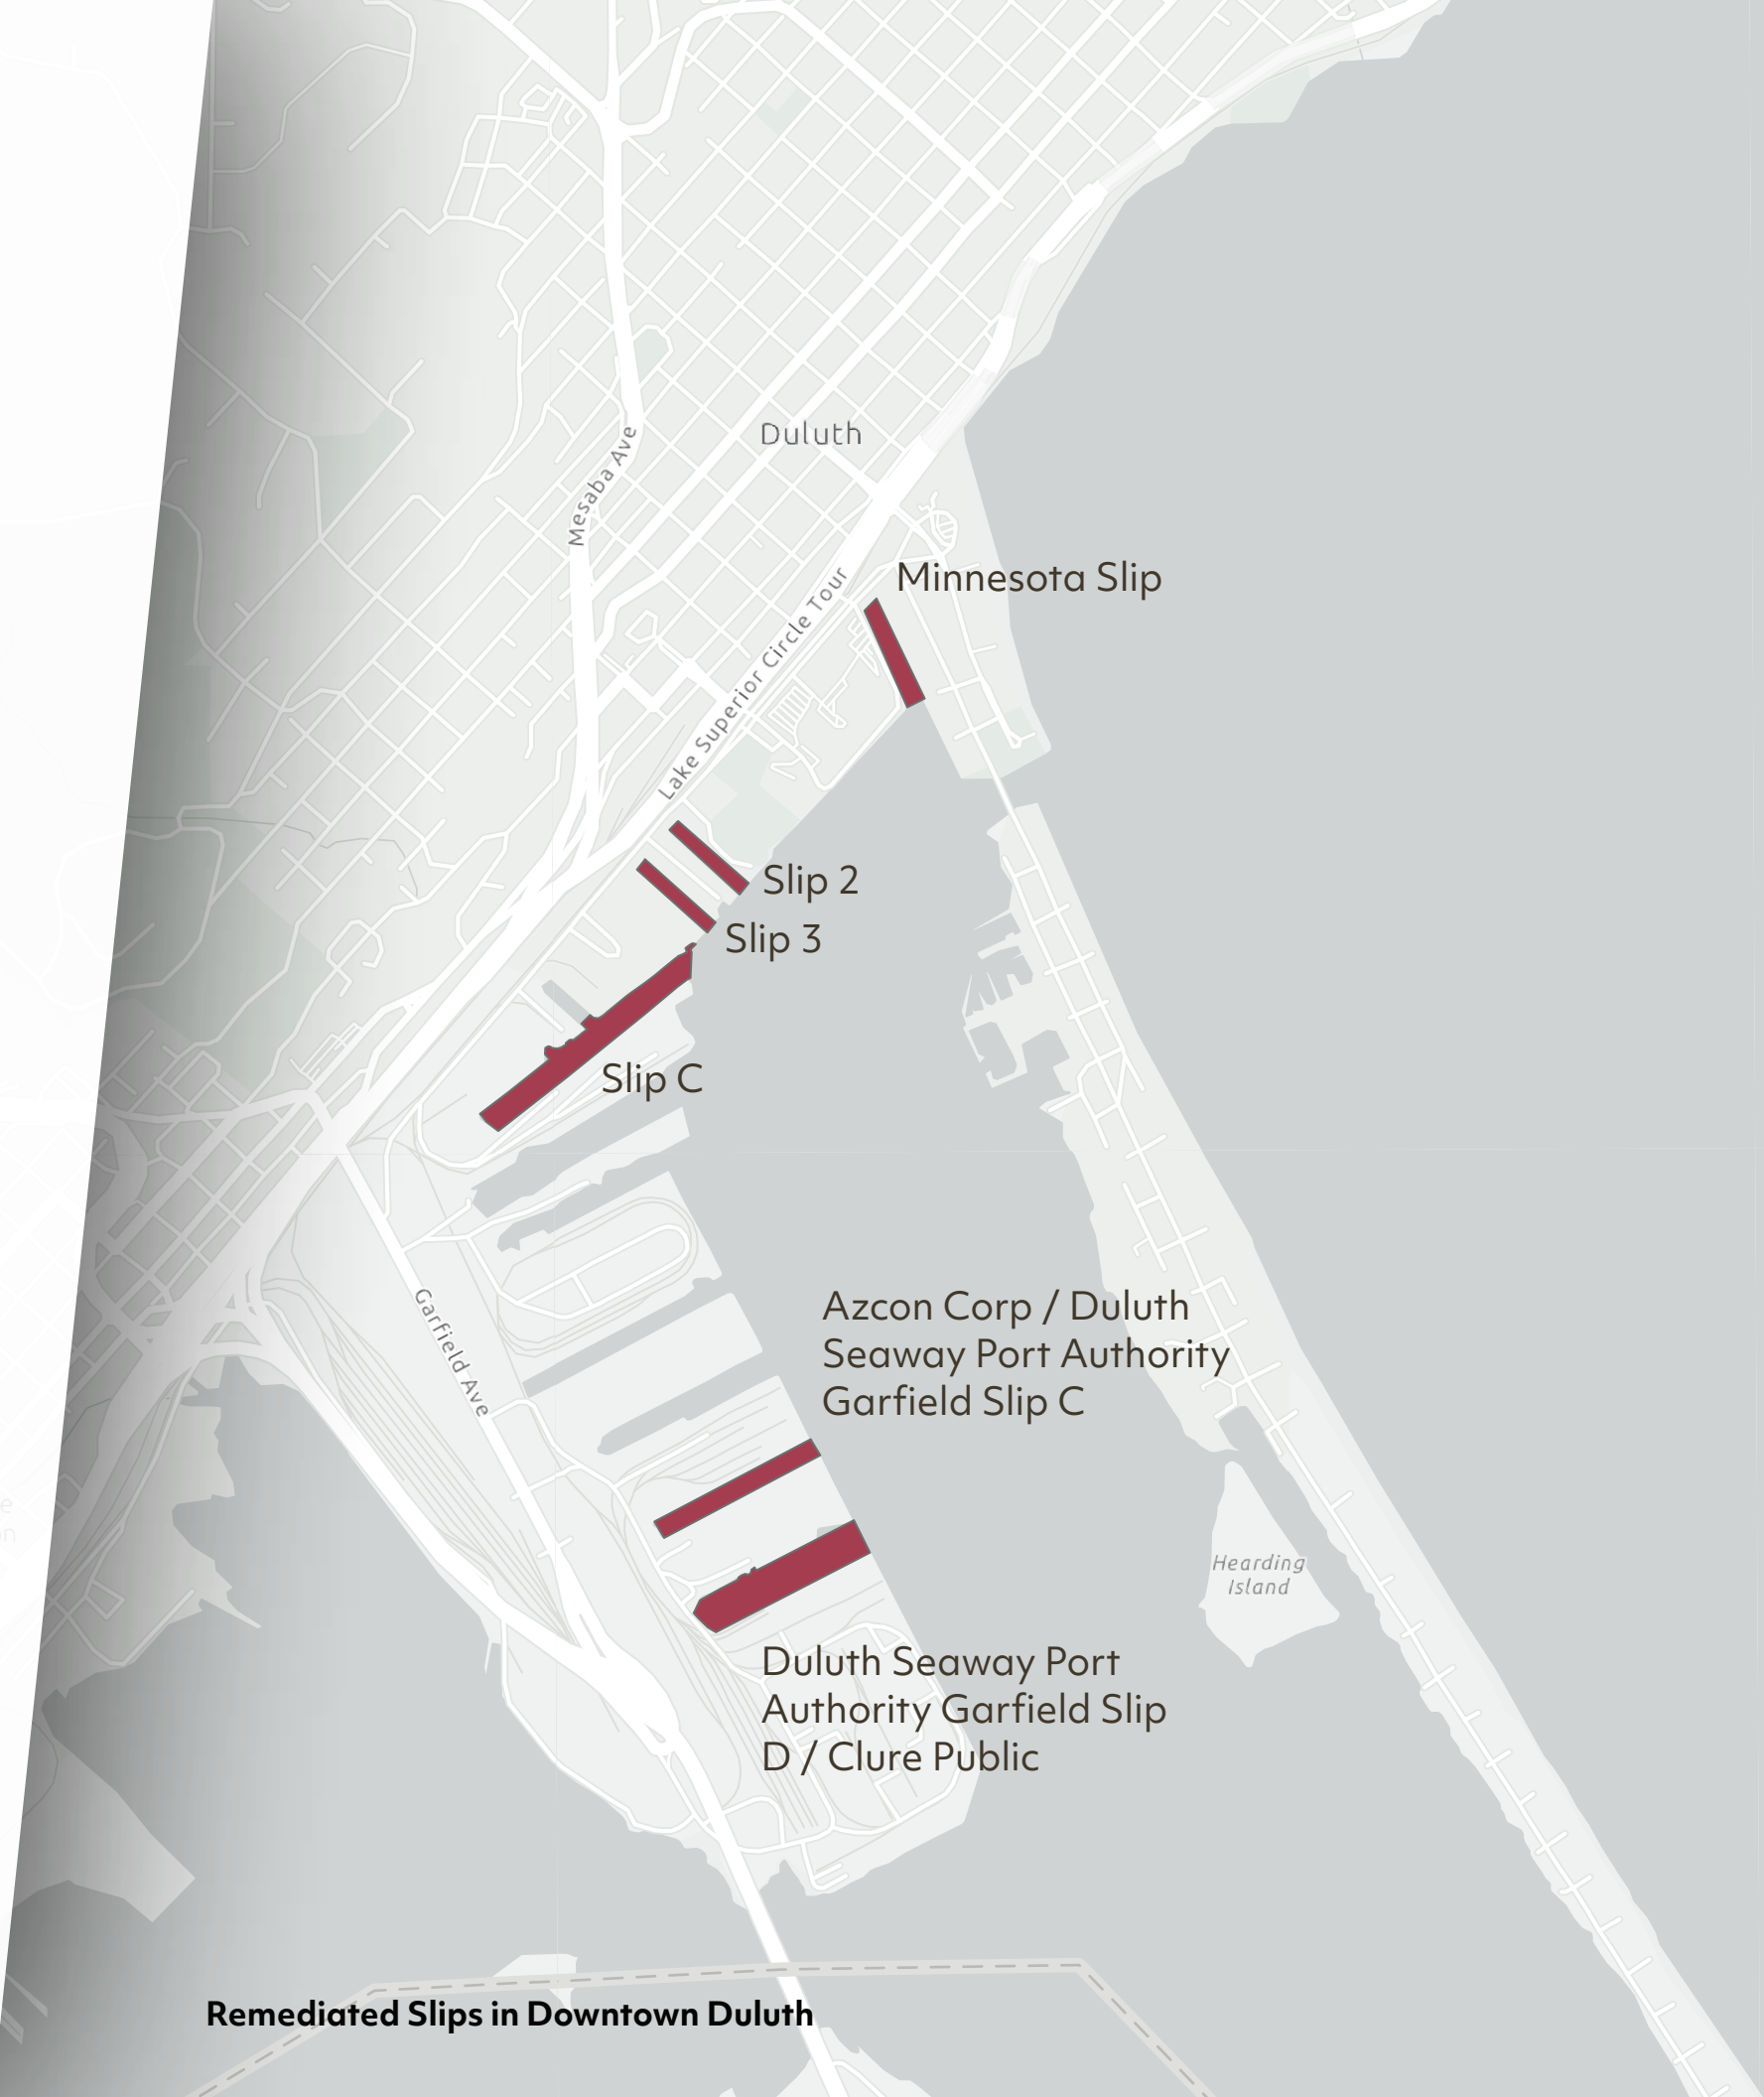 Duluth
Mesaba Ave
Minnesota Slip
Lake Superior Circle Tour
Slip 2
Slip 3
Slip C
Garfield Ave
Azcon Corp / Duluth
Seaway Port Authority
Garfield Slip C
Hearding
Island
Duluth Seaway Port
Authority Garfield Slip
D / Clure Public
Remediated Slips in Downtown Duluth